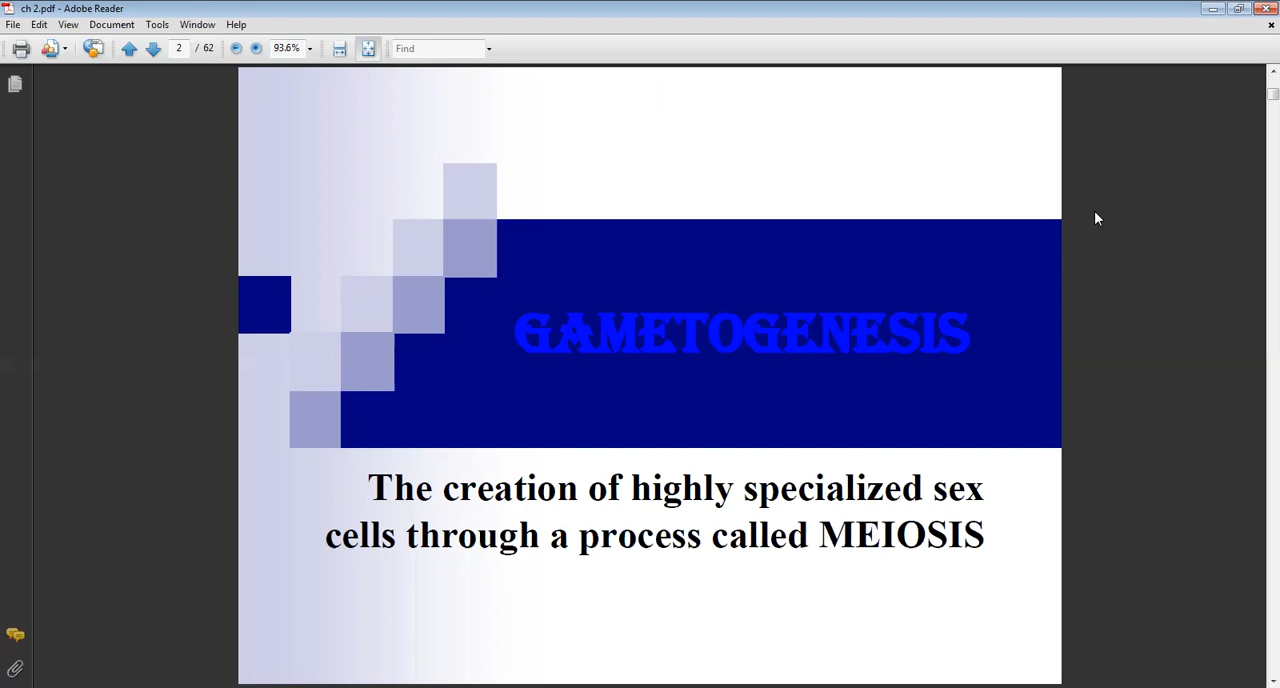 ch 2.pdf - Adobe Reader
File Edit View Document Tools Window Help
2 / 62 93.6% Find
GAMETOGENESIS
The creation of highly specialized sex
cells through a process called MEIOSIS